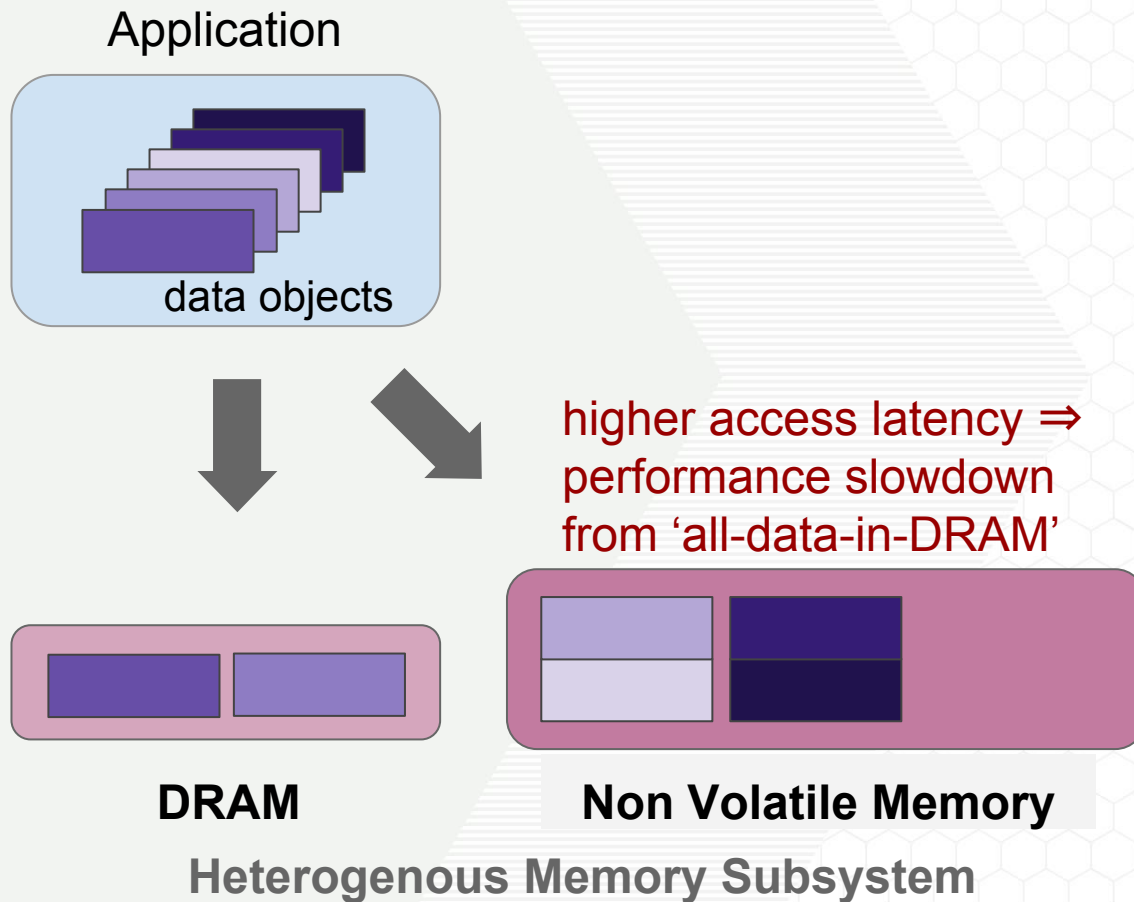 Application
data objects
higher access latency ⇒
performance slowdown
from ‘all-data-in-DRAM’
DRAM
Non Volatile Memory
Heterogenous Memory Subsystem